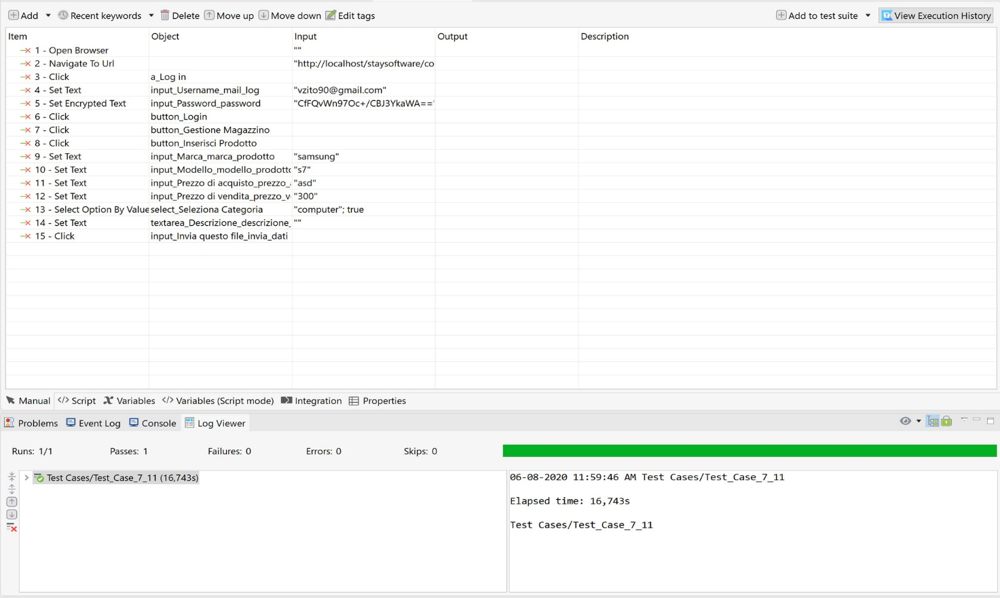 Add Recent keywords Delete Move up Move down Edit tags Add to test suite View Execution History
Item Object Input Output Description
1 - Open Browser ""
2 - Navigate To Url "http://localhost/staysoftware/co
3 - Click a_Log in
4 - Set Text input_Username_mail_log "vzito90@gmail.com"
5 - Set Encrypted Text input_Password_password "CfFQvWn97Oc+/CBJ3YkaWA=="
6 - Click button_Login
7 - Click button_Gestione Magazzino
8 - Click button_Inserisci Prodotto
9 - Set Text input_Marca_marca_prodotto "samsung"
10 - Set Text input_Modello_modello_prodotto "s7"
11 - Set Text input_Prezzo di acquisto_prezzo_ "asd"
12 - Set Text input_Prezzo di vendita_prezzo_v "300"
13 - Select Option By Value select_Seleziona Categoria "computer"; true
14 - Set Text textarea_Descrizione_descrizione_ ""
15 - Click input_Invia questo file_invia_dati
Manual </> Script Variables </> Variables (Script mode) Integration Properties
Problems Event Log Console Log Viewer
Runs: 1/1 Passes: 1 Failures: 0 Errors: 0 Skips: 0
Test Cases/Test_Case_7_11 (16,743s)
06-08-2020 11:59:46 AM Test Cases/Test_Case_7_11
Elapsed time: 16,743s
Test Cases/Test_Case_7_11